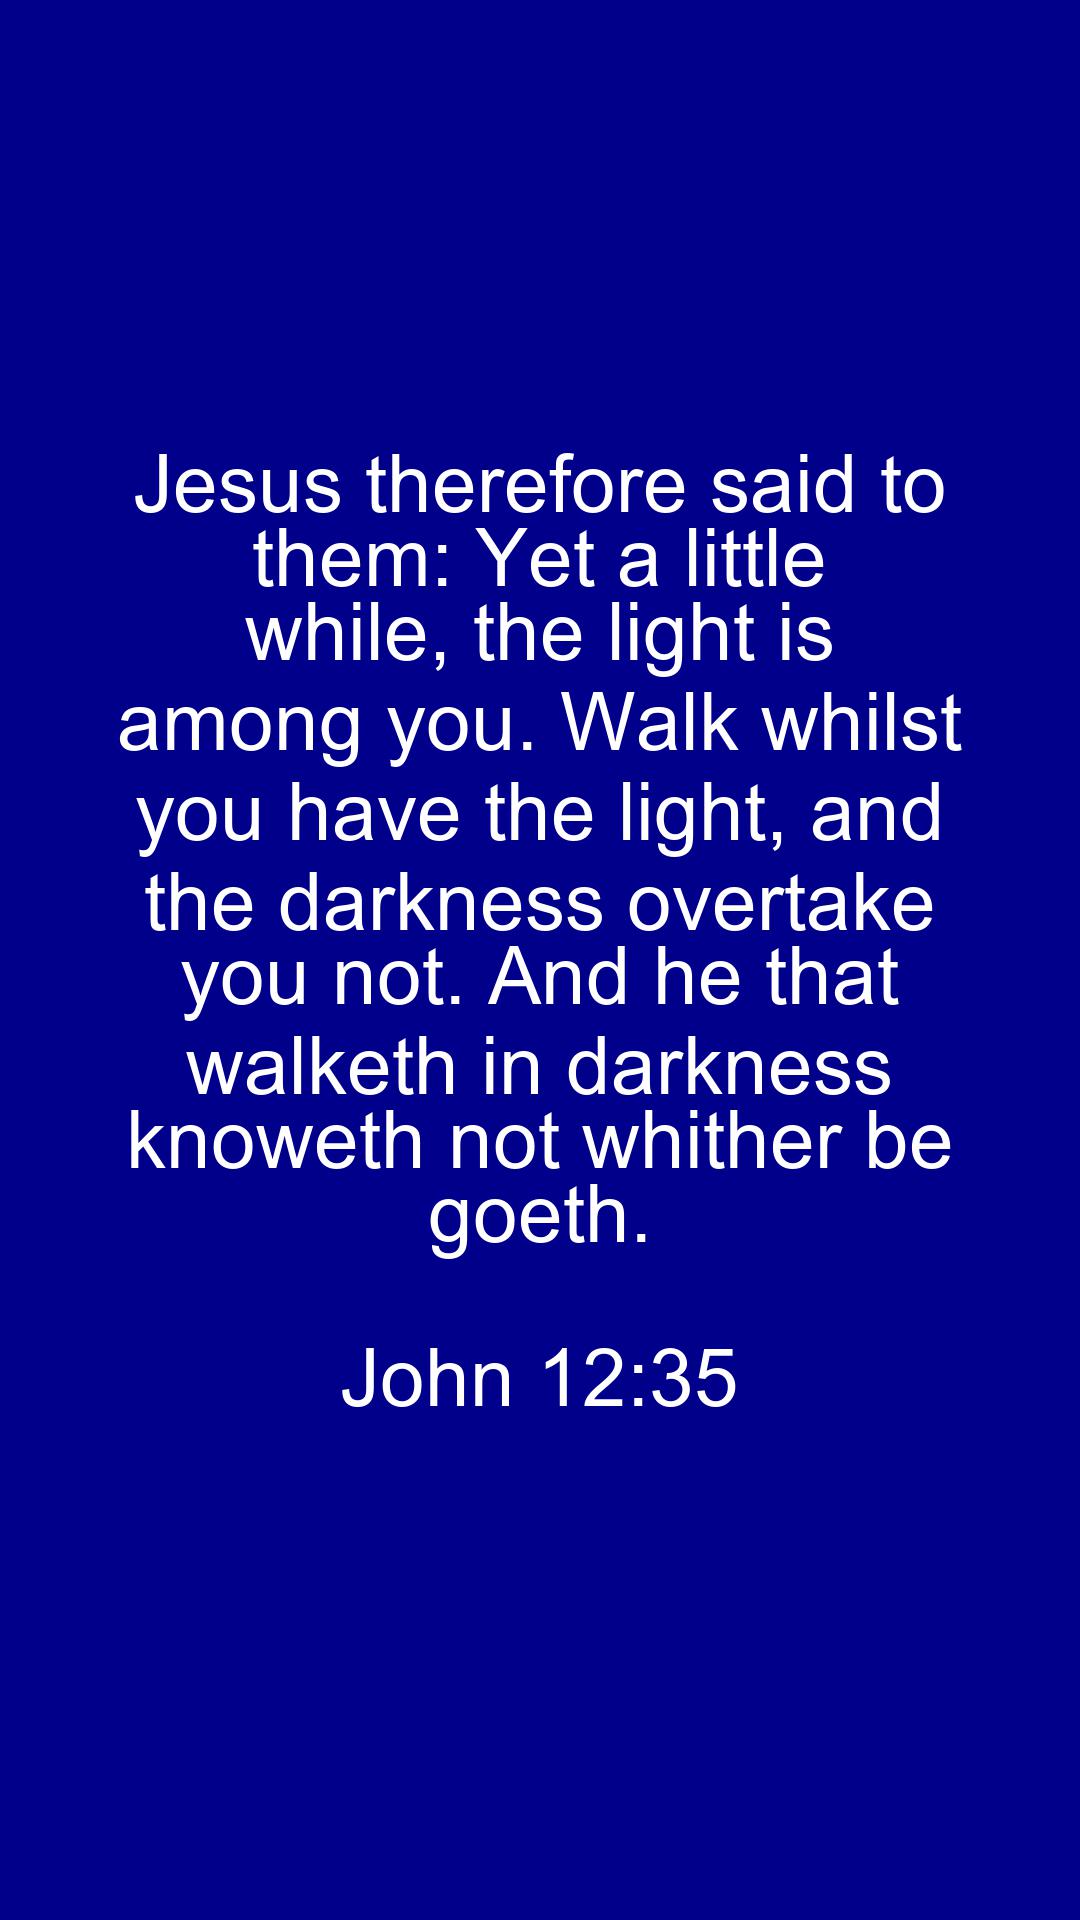 Jesus therefore said to
them: Yet a little
while, the light is
among you. Walk whilst
you have the light, and
the darkness overtake
you not. And he that
walketh in darkness
knoweth not whither be
goeth.
John 12:35